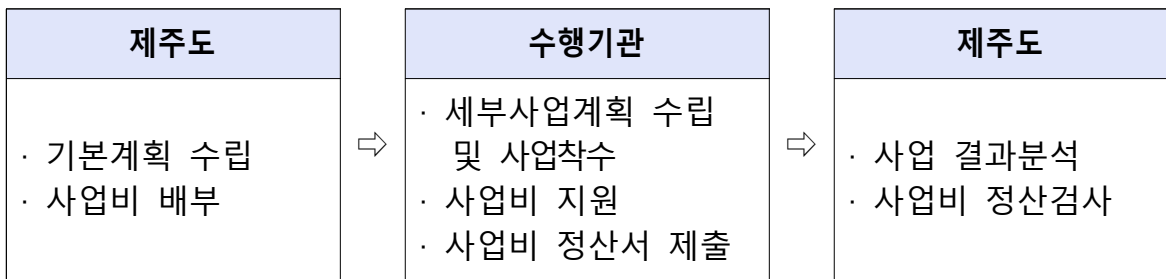 제주도
· 기본계획 수립
· 사업비 배부
⇨
수행기관
· 세부사업계획 수립
및 사업착수
· 사업비 지원
· 사업비 정산서 제출
⇨
제주도
· 사업 결과분석
· 사업비 정산검사